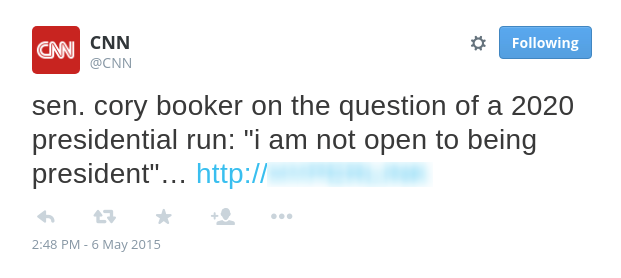 CNN
CNN
@CNN
Following
sen. cory booker on the question of a 2020
presidential run: "i am not open to being
president"... http://
2:48 PM - 6 May 2015